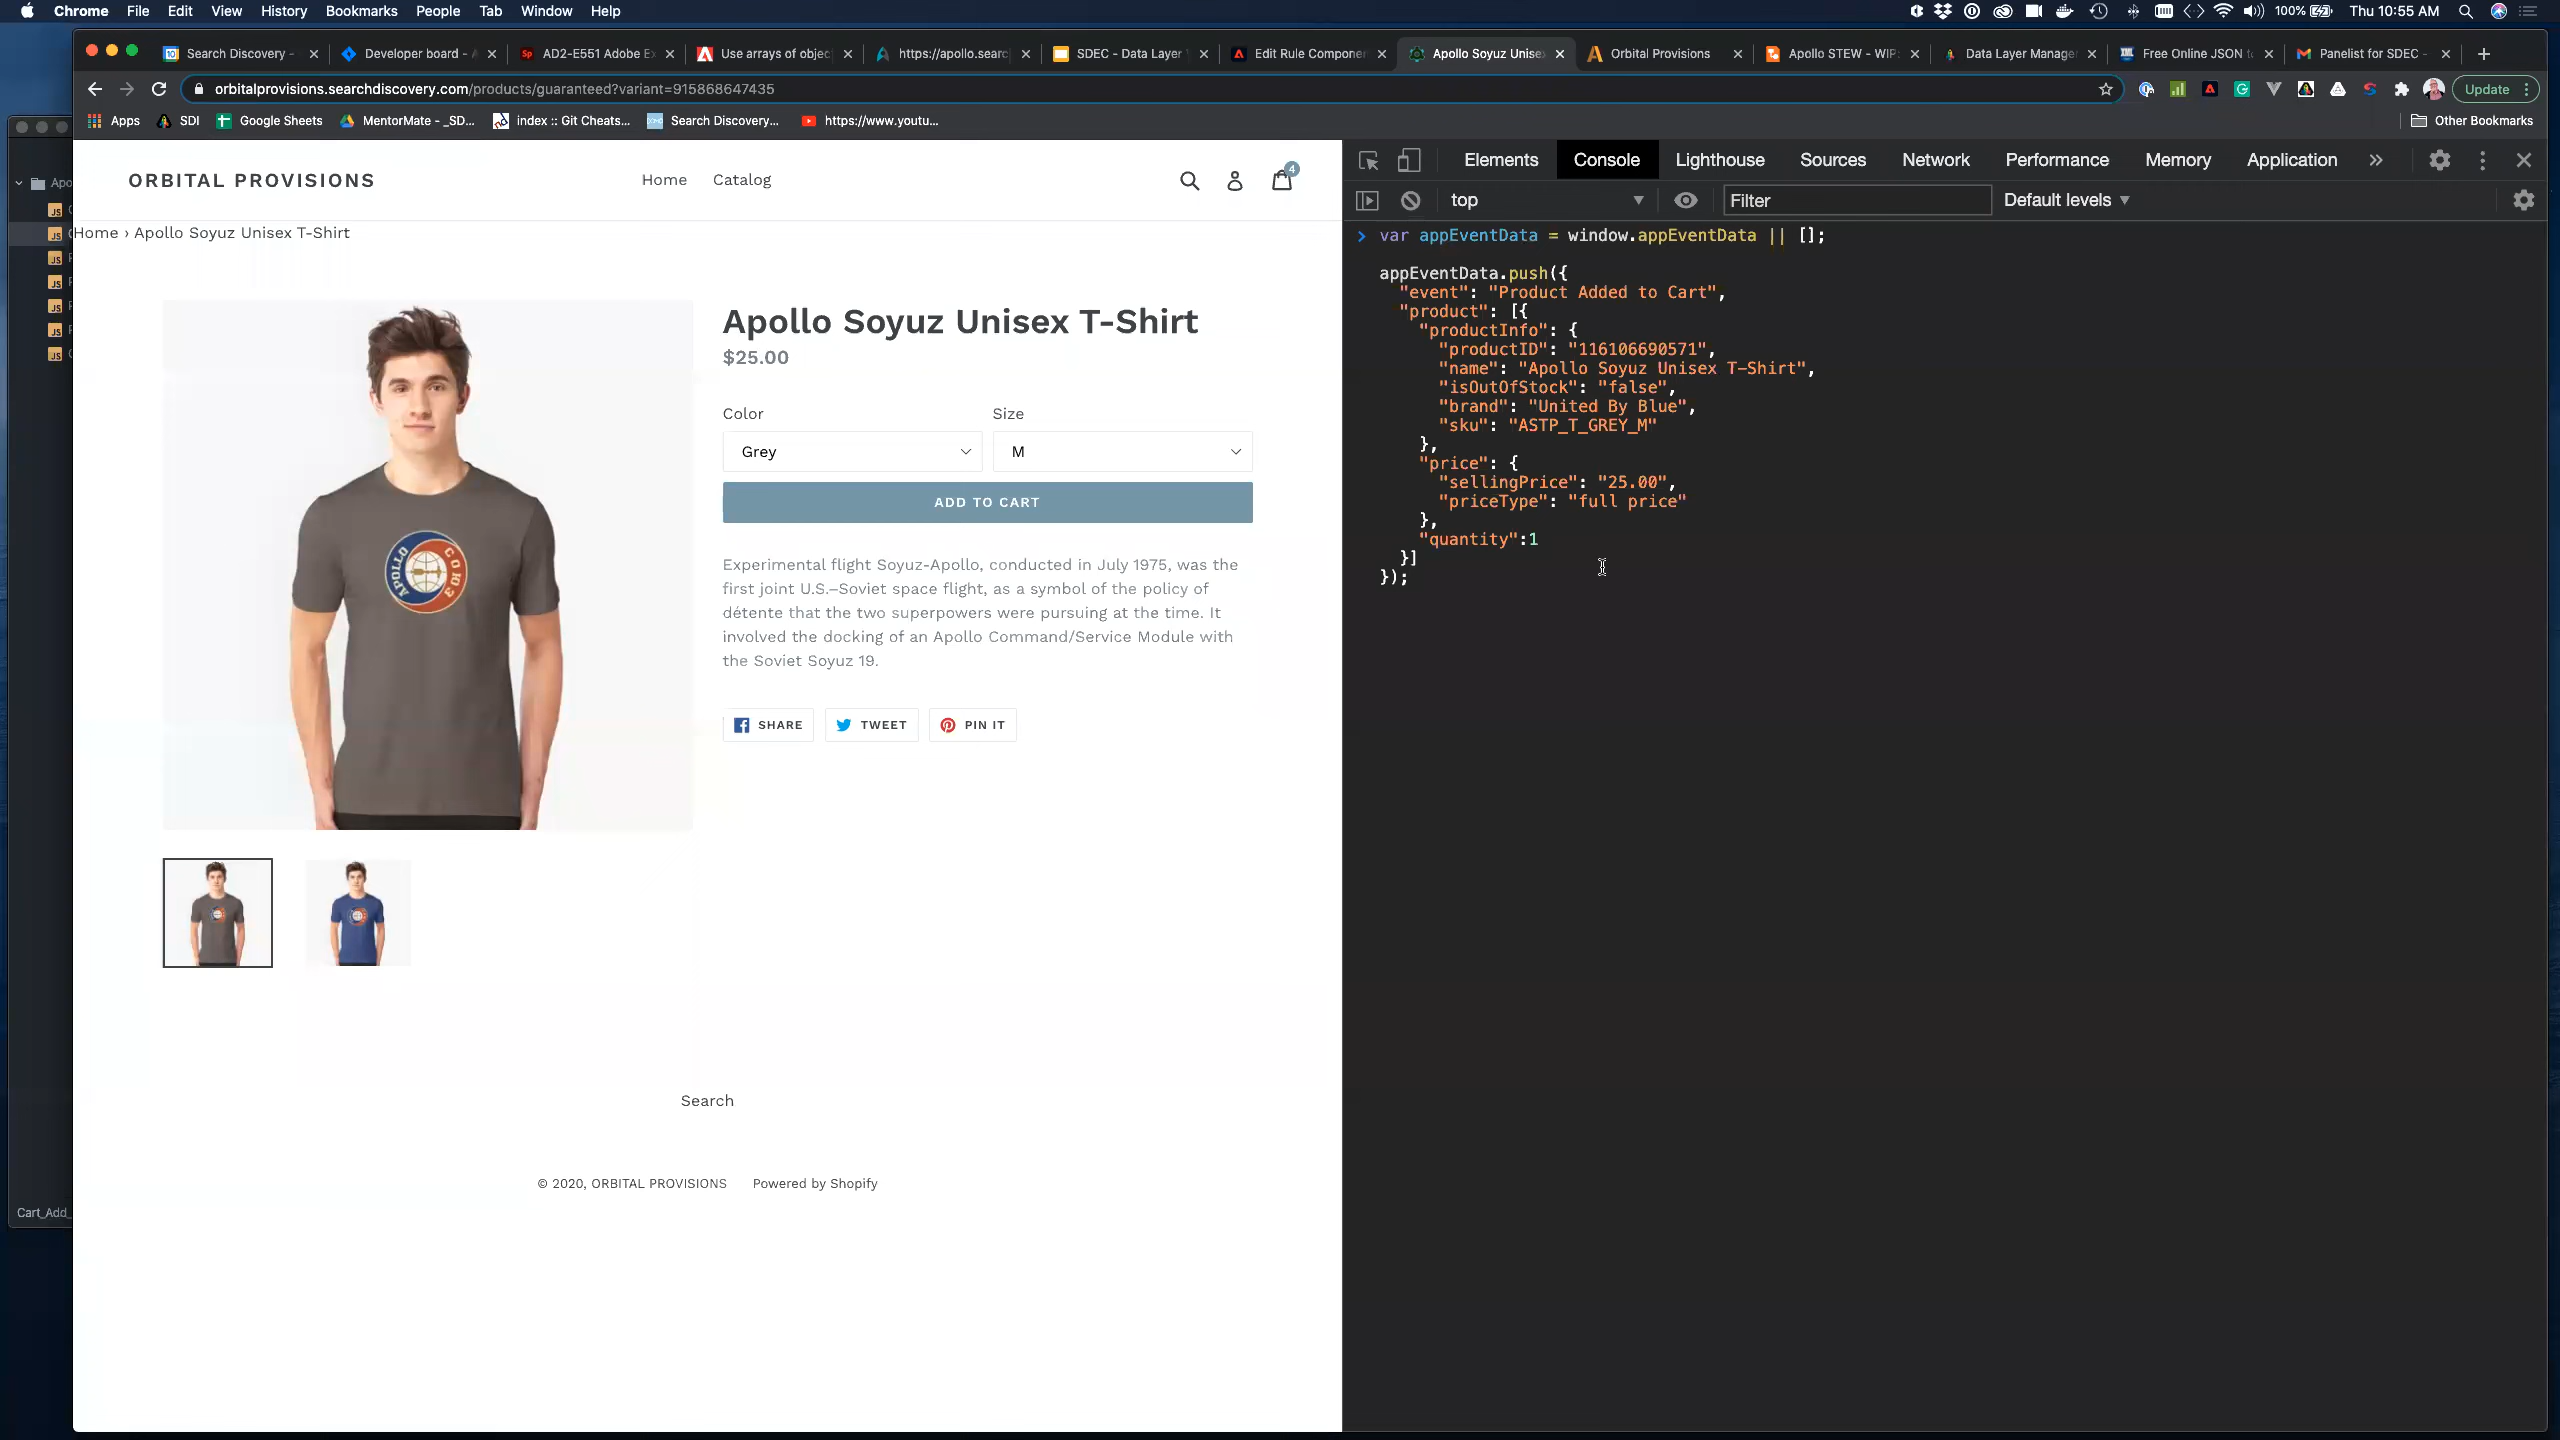 Chrome File Edit View History Bookmarks People Tab Window Help 100% Thu 10:55 AM
Search Discovery - Developer board - A AD2-E551 Adobe Ex Use arrays of objec https://apollo.searc SDEC - Data Layer Edit Rule Componen Apollo Soyuz Unise Orbital Provisions Apollo STEW - WIP Data Layer Manage Free Online JSON to Panelist for SDEC -
orbitalprovisions.searchdiscovery.com/products/guaranteed?variant=915868647435 Update
Apps SDI Google Sheets MentorMate - _SD... index :: Git Cheats... Search Discovery... https://www.youtu... Other Bookmarks
Apo
Cart_Add_
ORBITAL PROVISIONS
Home Catalog
4
Home › Apollo Soyuz Unisex T-Shirt
Apollo Soyuz Unisex T-Shirt
$25.00
Color Size
Grey M
ADD TO CART
Experimental flight Soyuz-Apollo, conducted in July 1975, was the
first joint U.S.–Soviet space flight, as a symbol of the policy of
détente that the two superpowers were pursuing at the time. It
involved the docking of an Apollo Command/Service Module with
the Soviet Soyuz 19.
SHARE TWEET PIN IT
APOLLO
СОЮЗ
Search
© 2020, ORBITAL PROVISIONS Powered by Shopify
Elements Console Lighthouse Sources Network Performance Memory Application »
top Filter Default levels
var appEventData = window.appEventData || [];
appEventData.push({
"event": "Product Added to Cart",
"product": [{
"productInfo": {
"productID": "116106690571",
"name": "Apollo Soyuz Unisex T-Shirt",
"isOutOfStock": "false",
"brand": "United By Blue",
"sku": "ASTP_T_GREY_M"
},
"price": {
"sellingPrice": "25.00",
"priceType": "full price"
},
"quantity":1
}]
});